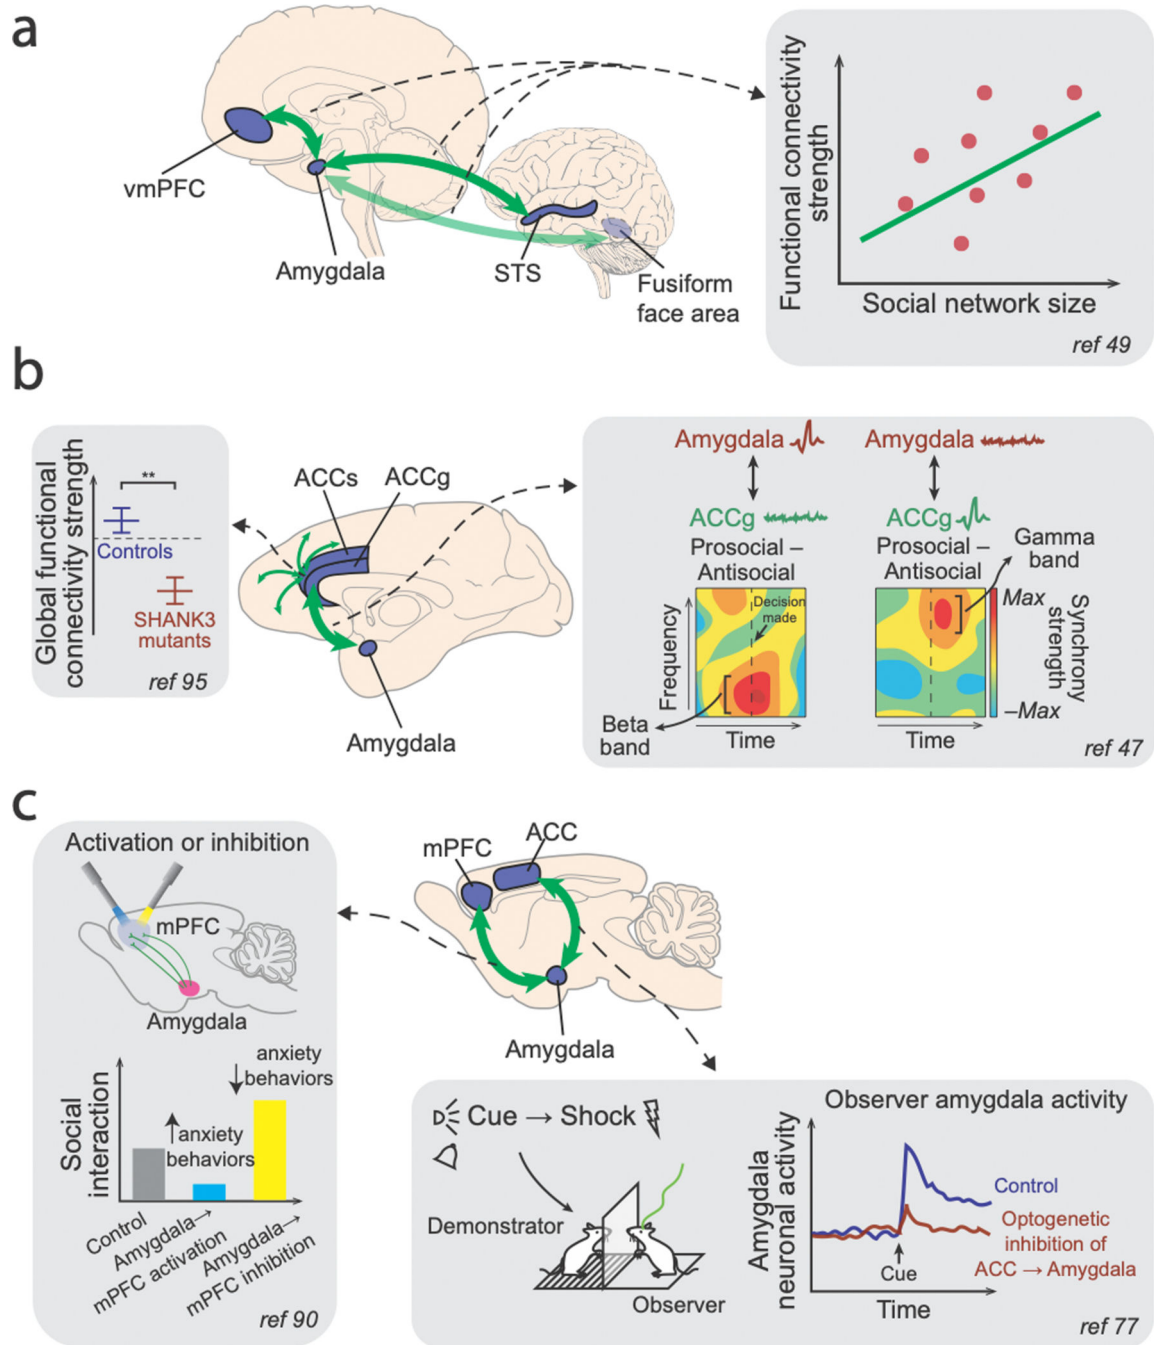 a
vmPFC
Amygdala
STS
Fusiform
face area
Functional connectivity
strength
Social network size
ref 49
b
Global functional
connectivity strength
**
Controls
SHANK3
mutants
ref 95
ACCs
ACCg
Amygdala
Amygdala
ACCg
Prosocial –
Antisocial
Amygdala
ACCg
Prosocial –
Antisocial
Gamma
band
Decision
made
Frequency
Beta
band
Time
Time
Max
–Max
Synchrony
strength
ref 47
c
Activation or inhibition
mPFC
Amygdala
Social
interaction
anxiety
behaviors
anxiety
behaviors
Control
Amygdala→
mPFC activation
Amygdala→
mPFC inhibition
ref 90
mPFC
ACC
Amygdala
Cue → Shock
Demonstrator
Observer
Observer amygdala activity
Amygdala
neuronal activity
Control
Optogenetic
inhibition of
ACC → Amygdala
Cue
Time
ref 77